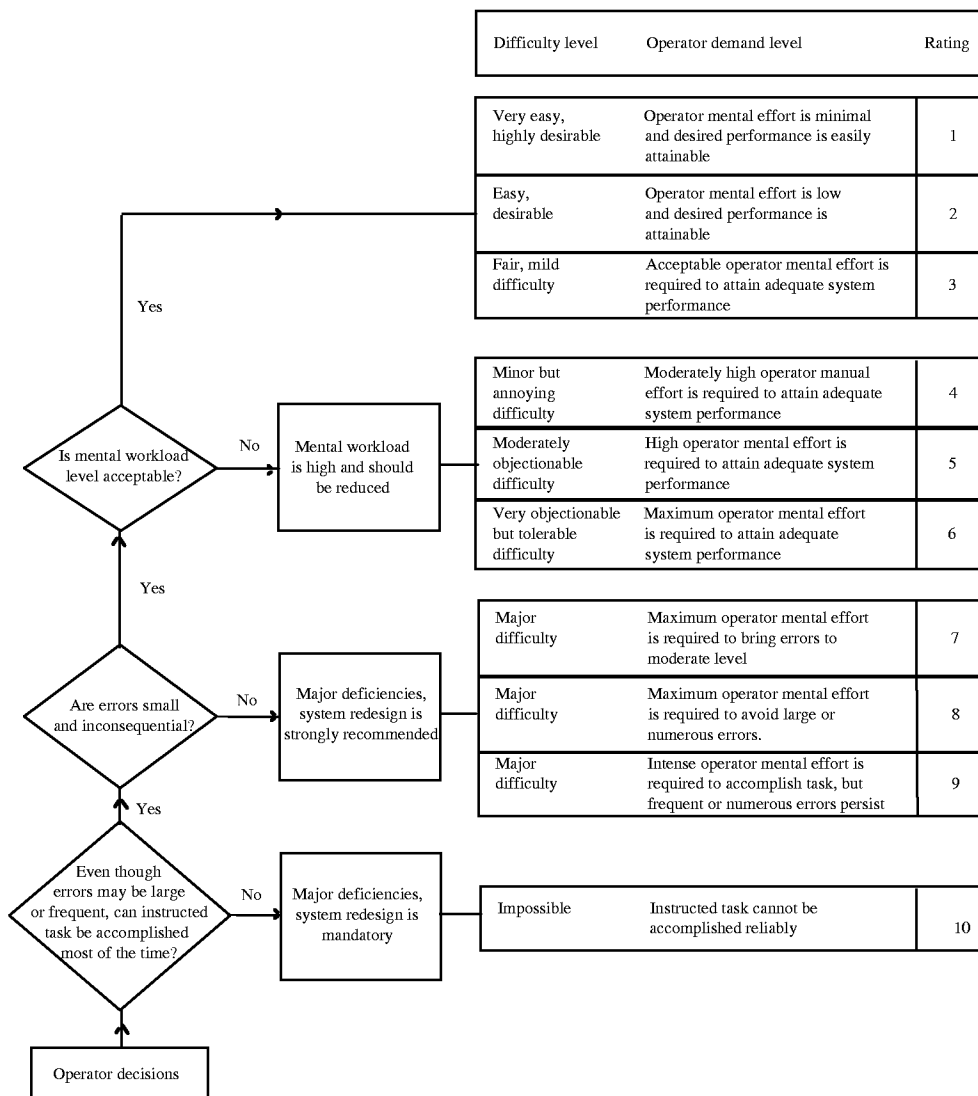 Difficulty level Operator demand level Rating
Very easy, Operator mental effort is minimal
highly desirable and desired performance is easily 1
attainable
Easy, Operator mental effort is low
desirable and desired performance is 2
attainable
Fair, mild Acceptable operator mental effort is
difficulty required to attain adequate system 3
performance
Yes
Minor but Moderately high operator manual
annoying effort is required to attain adequate 4
difficulty system performance
Is mental workload
level acceptable?
No
Mental workload
is high and should
be reduced
Moderately High operator mental effort is
objectionable required to attain adequate system 5
difficulty performance
Very objectionable Maximum operator mental effort
but tolerable is required to attain adequate 6
difficulty system performance
Yes
Major Maximum operator mental effort
difficulty is required to bring errors to 7
moderate level
Are errors small
and inconsequential?
No
Major deficiencies,
system redesign is
strongly recommended
Major Maximum operator mental effort
difficulty is required to avoid large or 8
numerous errors.
Major Intense operator mental effort is
difficulty required to accomplish task, but 9
frequent or numerous errors persist
Yes
Even though
errors may be large
or frequent, can instructed
task be accomplished
most of the time?
No
Major deficiencies,
system redesign is
mandatory
Impossible Instructed task cannot be
accomplished reliably 10
Operator decisions